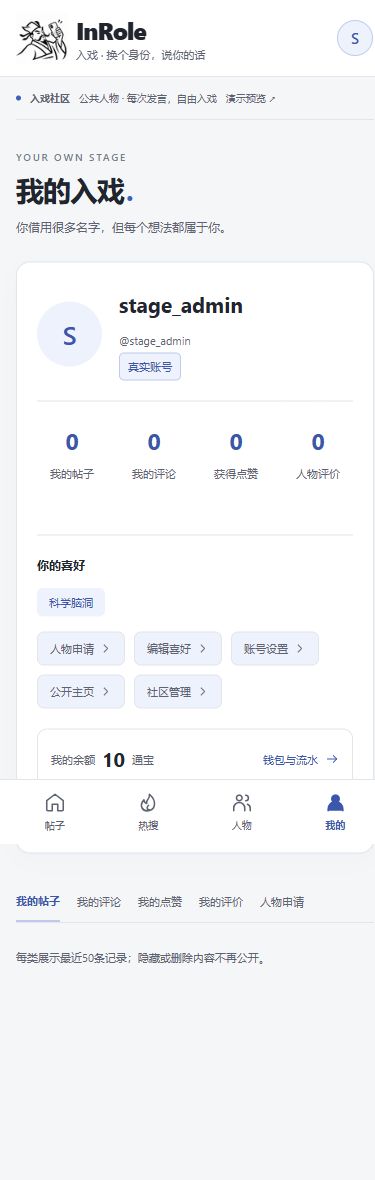 InRole
入戏 · 换个身份，说你的话
S
入戏社区 公共人物 · 每次发言，自由入戏 演示预览 ↗
YOUR OWN STAGE
我的入戏.
你借用很多名字，但每个想法都属于你。
S
stage_admin
@stage_admin
真实账号
0 0 0 0
我的帖子 我的评论 获得点赞 人物评价
你的喜好
科学脑洞
人物申请 编辑喜好 账号设置
公开主页 社区管理
我的余额 10 通宝 钱包与流水 →
帖子 热搜 人物 我的
我的帖子 我的评论 我的点赞 我的评价 人物申请
每类展示最近50条记录；隐藏或删除内容不再公开。